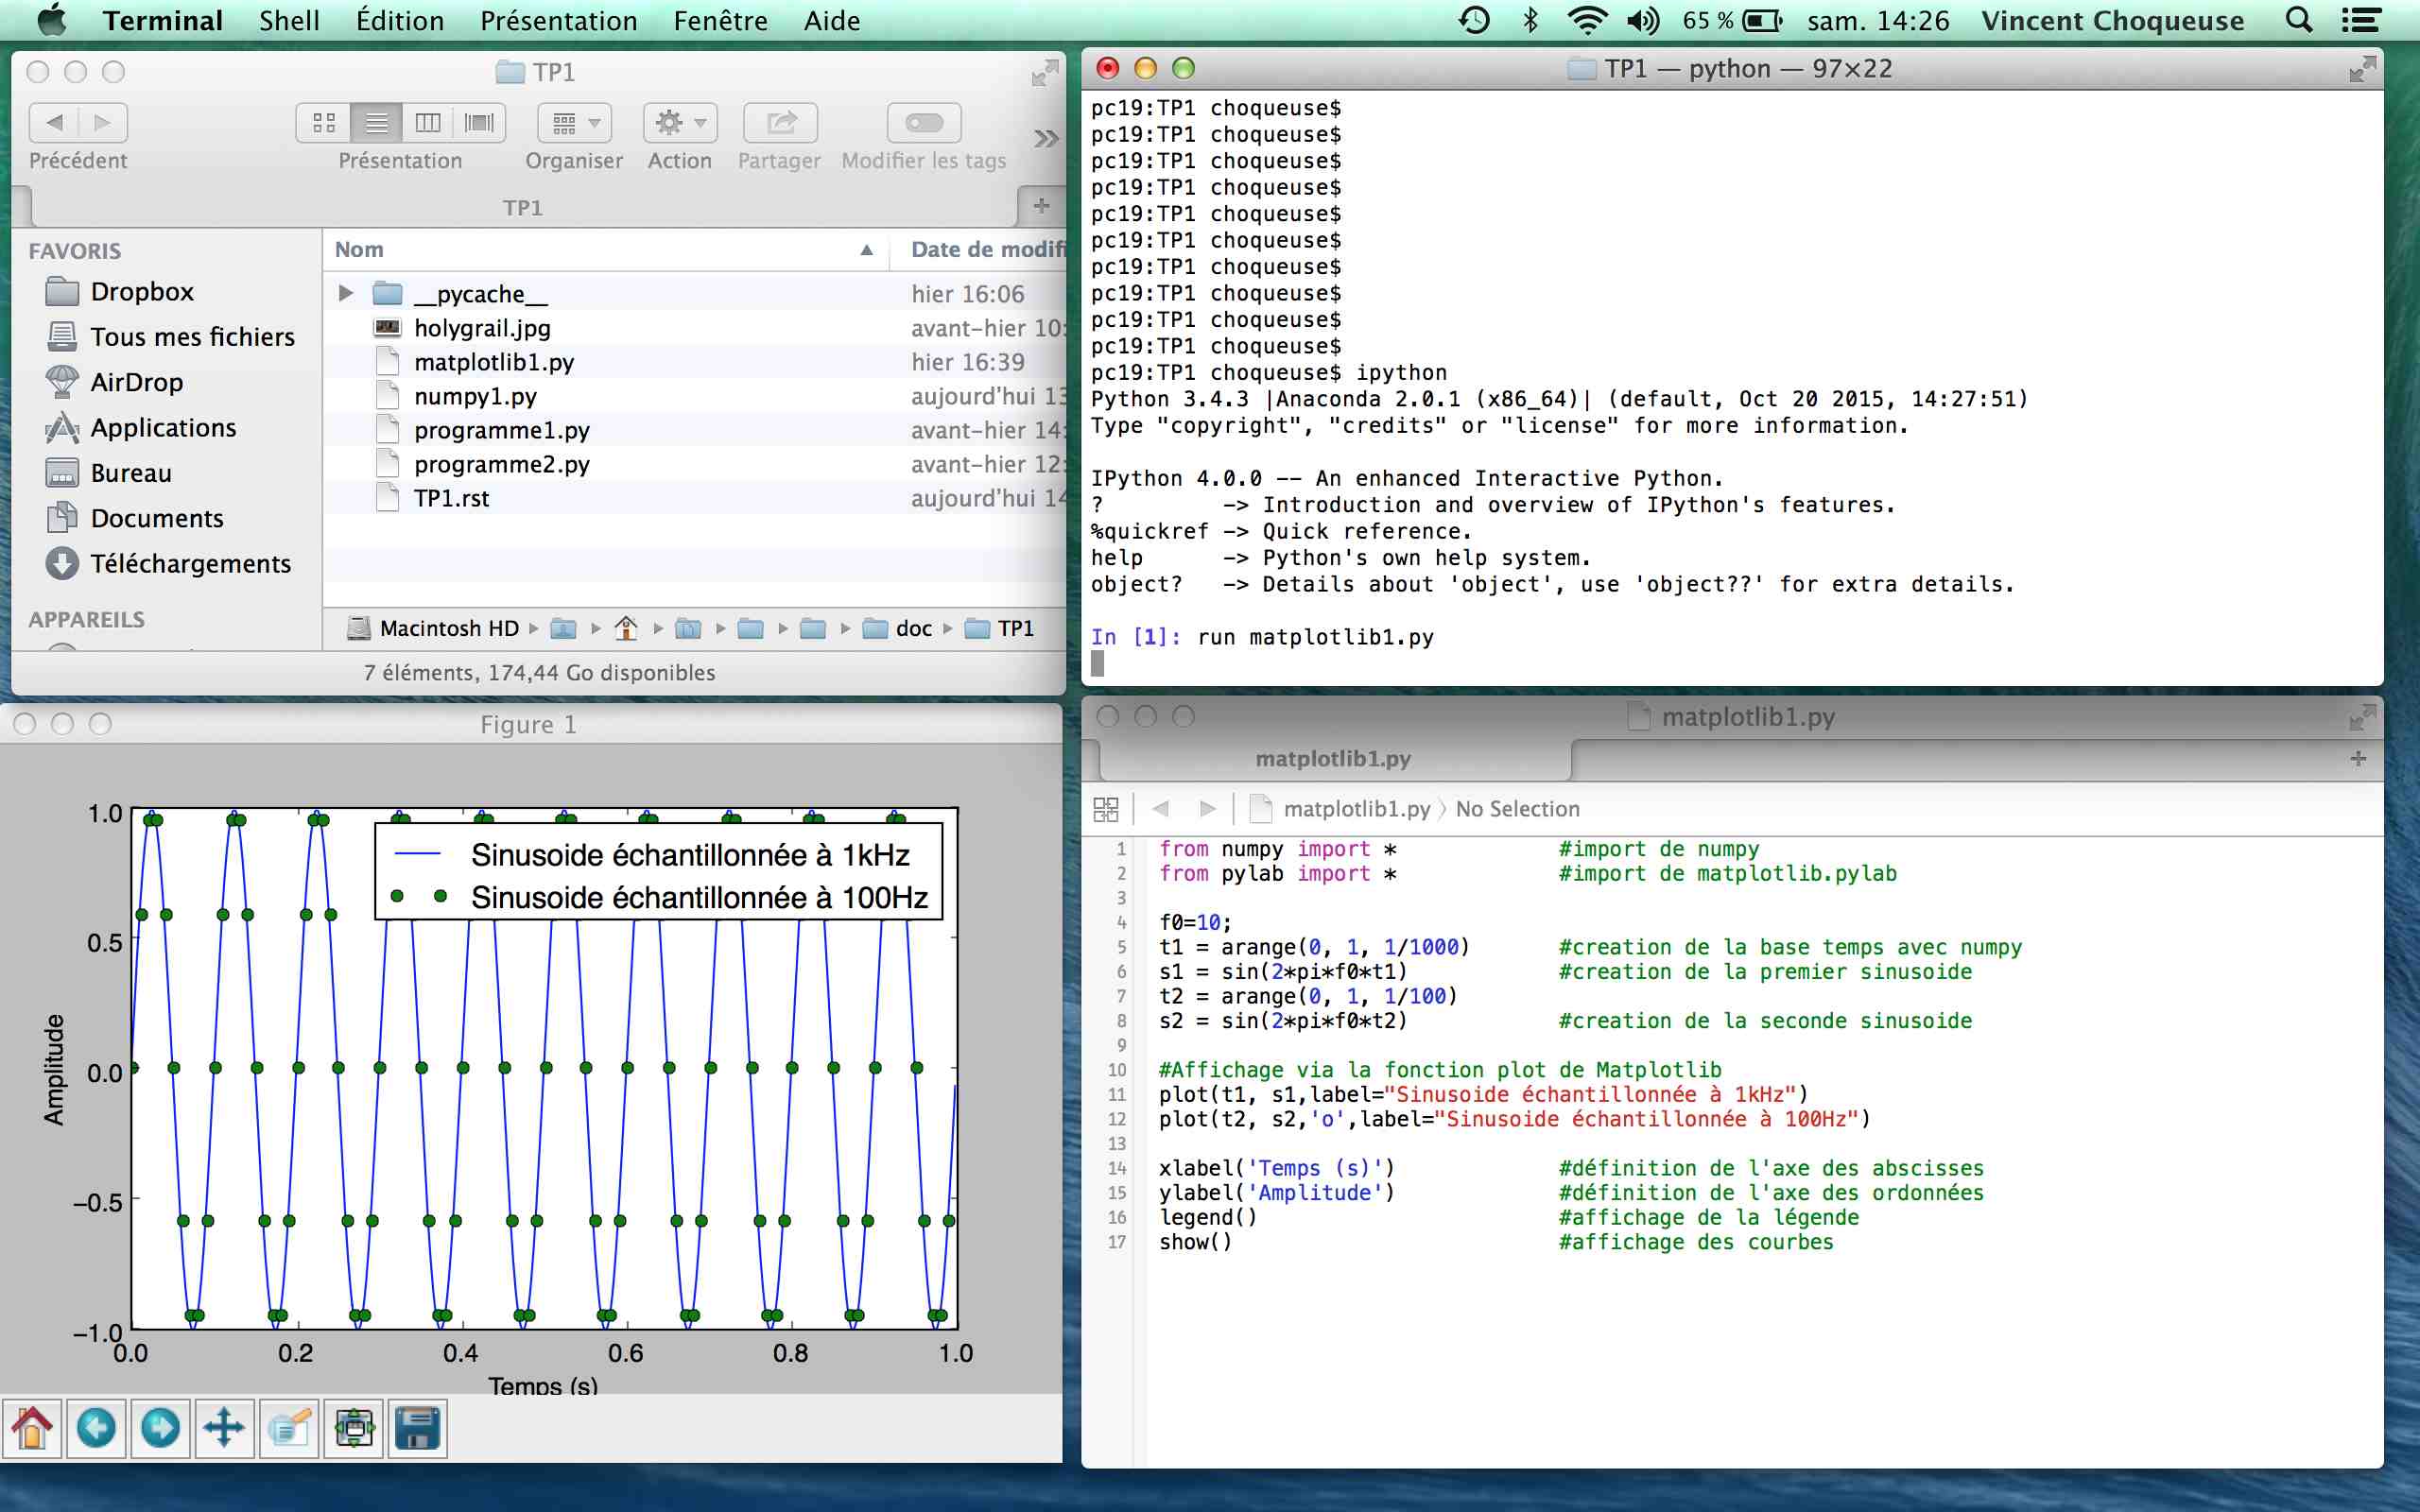 Terminal Shell Édition Présentation Fenêtre Aide 65 % sam. 14:26 Vincent Choqueuse
TP1
Précédent Présentation Organiser Action Partager Modifier les tags
TP1
FAVORIS
Dropbox
Tous mes fichiers
AirDrop
Applications
Bureau
Documents
Téléchargements
APPAREILS
Nom Date de modifi
__pycache__ hier 16:06
holygrail.jpg avant-hier 10:
matplotlib1.py hier 16:39
numpy1.py aujourd'hui 13
programme1.py avant-hier 14:
programme2.py avant-hier 12:
TP1.rst aujourd'hui 14
Macintosh HD doc TP1
7 éléments, 174,44 Go disponibles
TP1 — python — 97×22
pc19:TP1 choqueuse$
pc19:TP1 choqueuse$
pc19:TP1 choqueuse$
pc19:TP1 choqueuse$
pc19:TP1 choqueuse$
pc19:TP1 choqueuse$
pc19:TP1 choqueuse$
pc19:TP1 choqueuse$
pc19:TP1 choqueuse$
pc19:TP1 choqueuse$
pc19:TP1 choqueuse$ ipython
Python 3.4.3 |Anaconda 2.0.1 (x86_64)| (default, Oct 20 2015, 14:27:51)
Type "copyright", "credits" or "license" for more information.
IPython 4.0.0 -- An enhanced Interactive Python.
? -> Introduction and overview of IPython's features.
%quickref -> Quick reference.
help -> Python's own help system.
object? -> Details about 'object', use 'object??' for extra details.
In [1]: run matplotlib1.py
Figure 1
Sinusoide échantillonnée à 1kHz
Sinusoide échantillonnée à 100Hz
1.0
0.5
0.0
−0.5
−1.0
Amplitude
0.0 0.2 0.4 0.6 0.8 1.0
Temps (s)
matplotlib1.py
matplotlib1.py
matplotlib1.py No Selection
1 from numpy import * #import de numpy
2 from pylab import * #import de matplotlib.pylab
3
4 f0=10;
5 t1 = arange(0, 1, 1/1000) #creation de la base temps avec numpy
6 s1 = sin(2*pi*f0*t1) #creation de la premier sinusoide
7 t2 = arange(0, 1, 1/100)
8 s2 = sin(2*pi*f0*t2) #creation de la seconde sinusoide
9
10 #Affichage via la fonction plot de Matplotlib
11 plot(t1, s1,label="Sinusoide échantillonnée à 1kHz")
12 plot(t2, s2,'o',label="Sinusoide échantillonnée à 100Hz")
13
14 xlabel('Temps (s)') #définition de l'axe des abscisses
15 ylabel('Amplitude') #définition de l'axe des ordonnées
16 legend() #affichage de la légende
17 show() #affichage des courbes